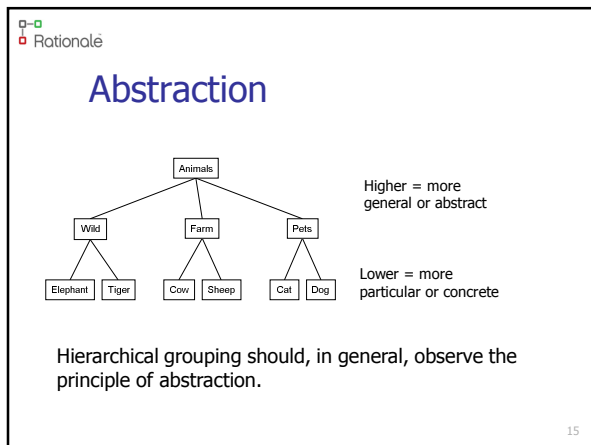 Rationale
Abstraction
Animals
Higher = more
general or abstract
Wild Farm Pets
Lower = more
particular or concrete
Elephant Tiger Cow Sheep Cat Dog
Hierarchical grouping should, in general, observe the
principle of abstraction.
15